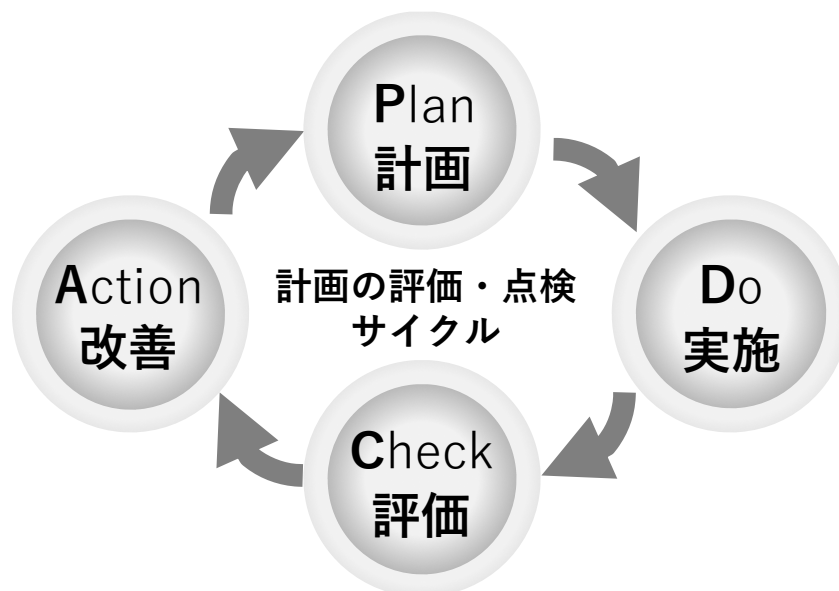 Plan
計画
Do
実施
Check
評価
Action
改善
計画の評価・点検
サイクル